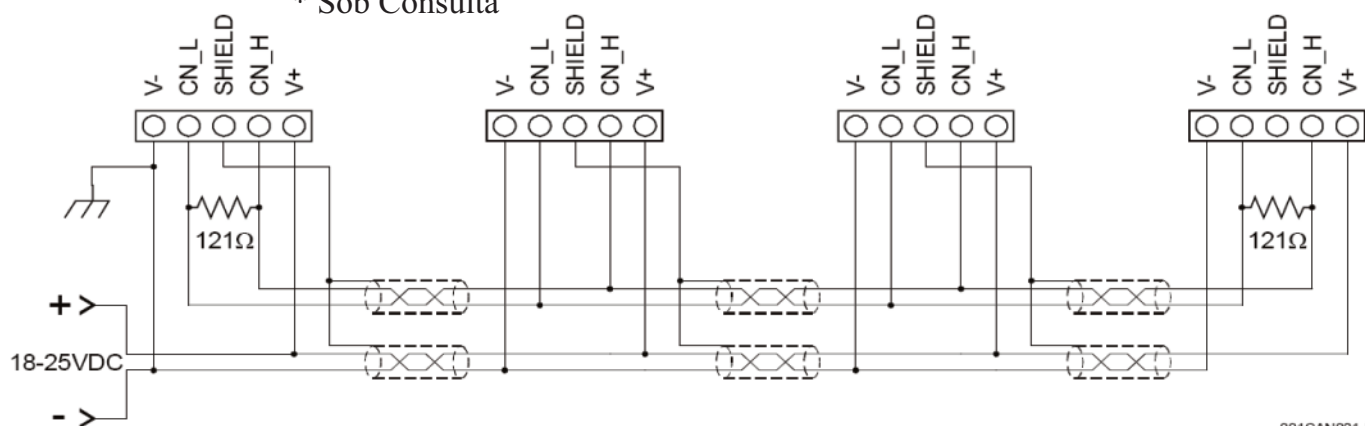 * Sob Consulta
V- CN_L SHIELD CN_H V+
V- CN_L SHIELD CN_H V+
V- CN_L SHIELD CN_H V+
V- CN_L SHIELD CN_H V+
121Ω
121Ω
+
18-25VDC
-